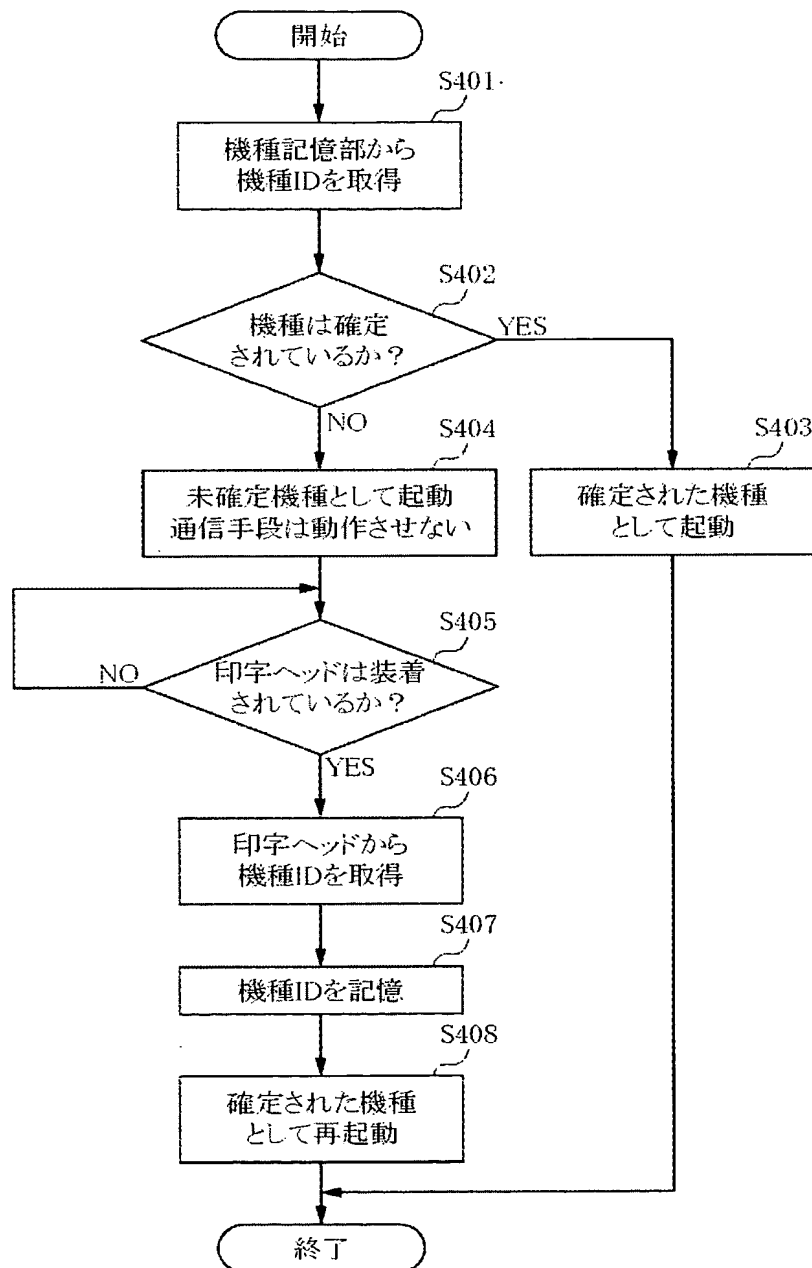 開始
S401
機種記憶部から
機種IDを取得
S402
機種は確定
されているか？
YES
NO
S404
未確定機種として起動
通信手段は動作させない
S403
確定された機種
として起動
S405
印字ヘッドは装着
されているか？
NO
YES
S406
印字ヘッドから
機種IDを取得
S407
機種IDを記憶
S408
確定された機種
として再起動
終了